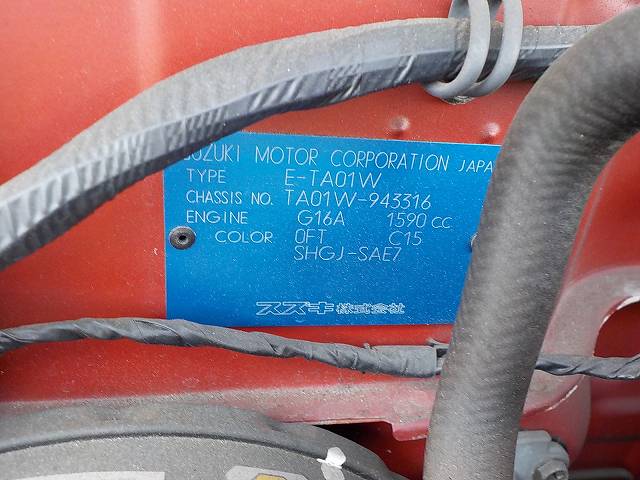 SUZUKI MOTOR CORPORATION JAPAN
TYPE E-TA01W
CHASSIS NO. TA01W-943316
ENGINE G16A 1590 CC
COLOR 0FT C15
SHGJ-SAE7
スズキ株式会社